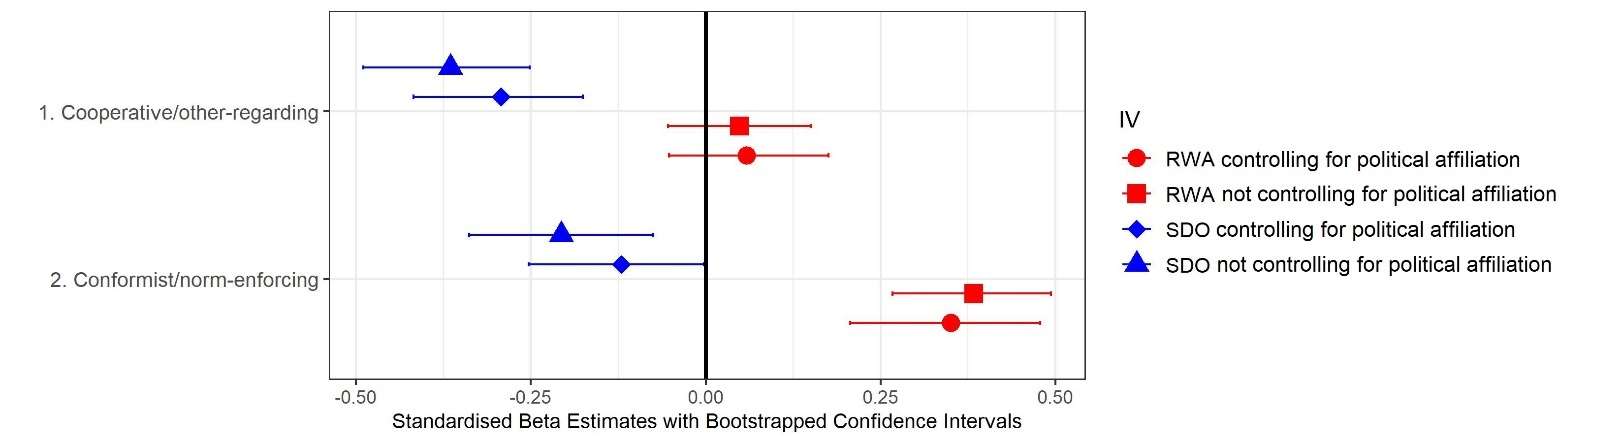 1. Cooperative/other-regarding
2. Conformist/norm-enforcing
-0.50 -0.25 0.00 0.25 0.50
Standardised Beta Estimates with Bootstrapped Confidence Intervals
IV
RWA controlling for political affiliation
RWA not controlling for political affiliation
SDO controlling for political affiliation
SDO not controlling for political affiliation